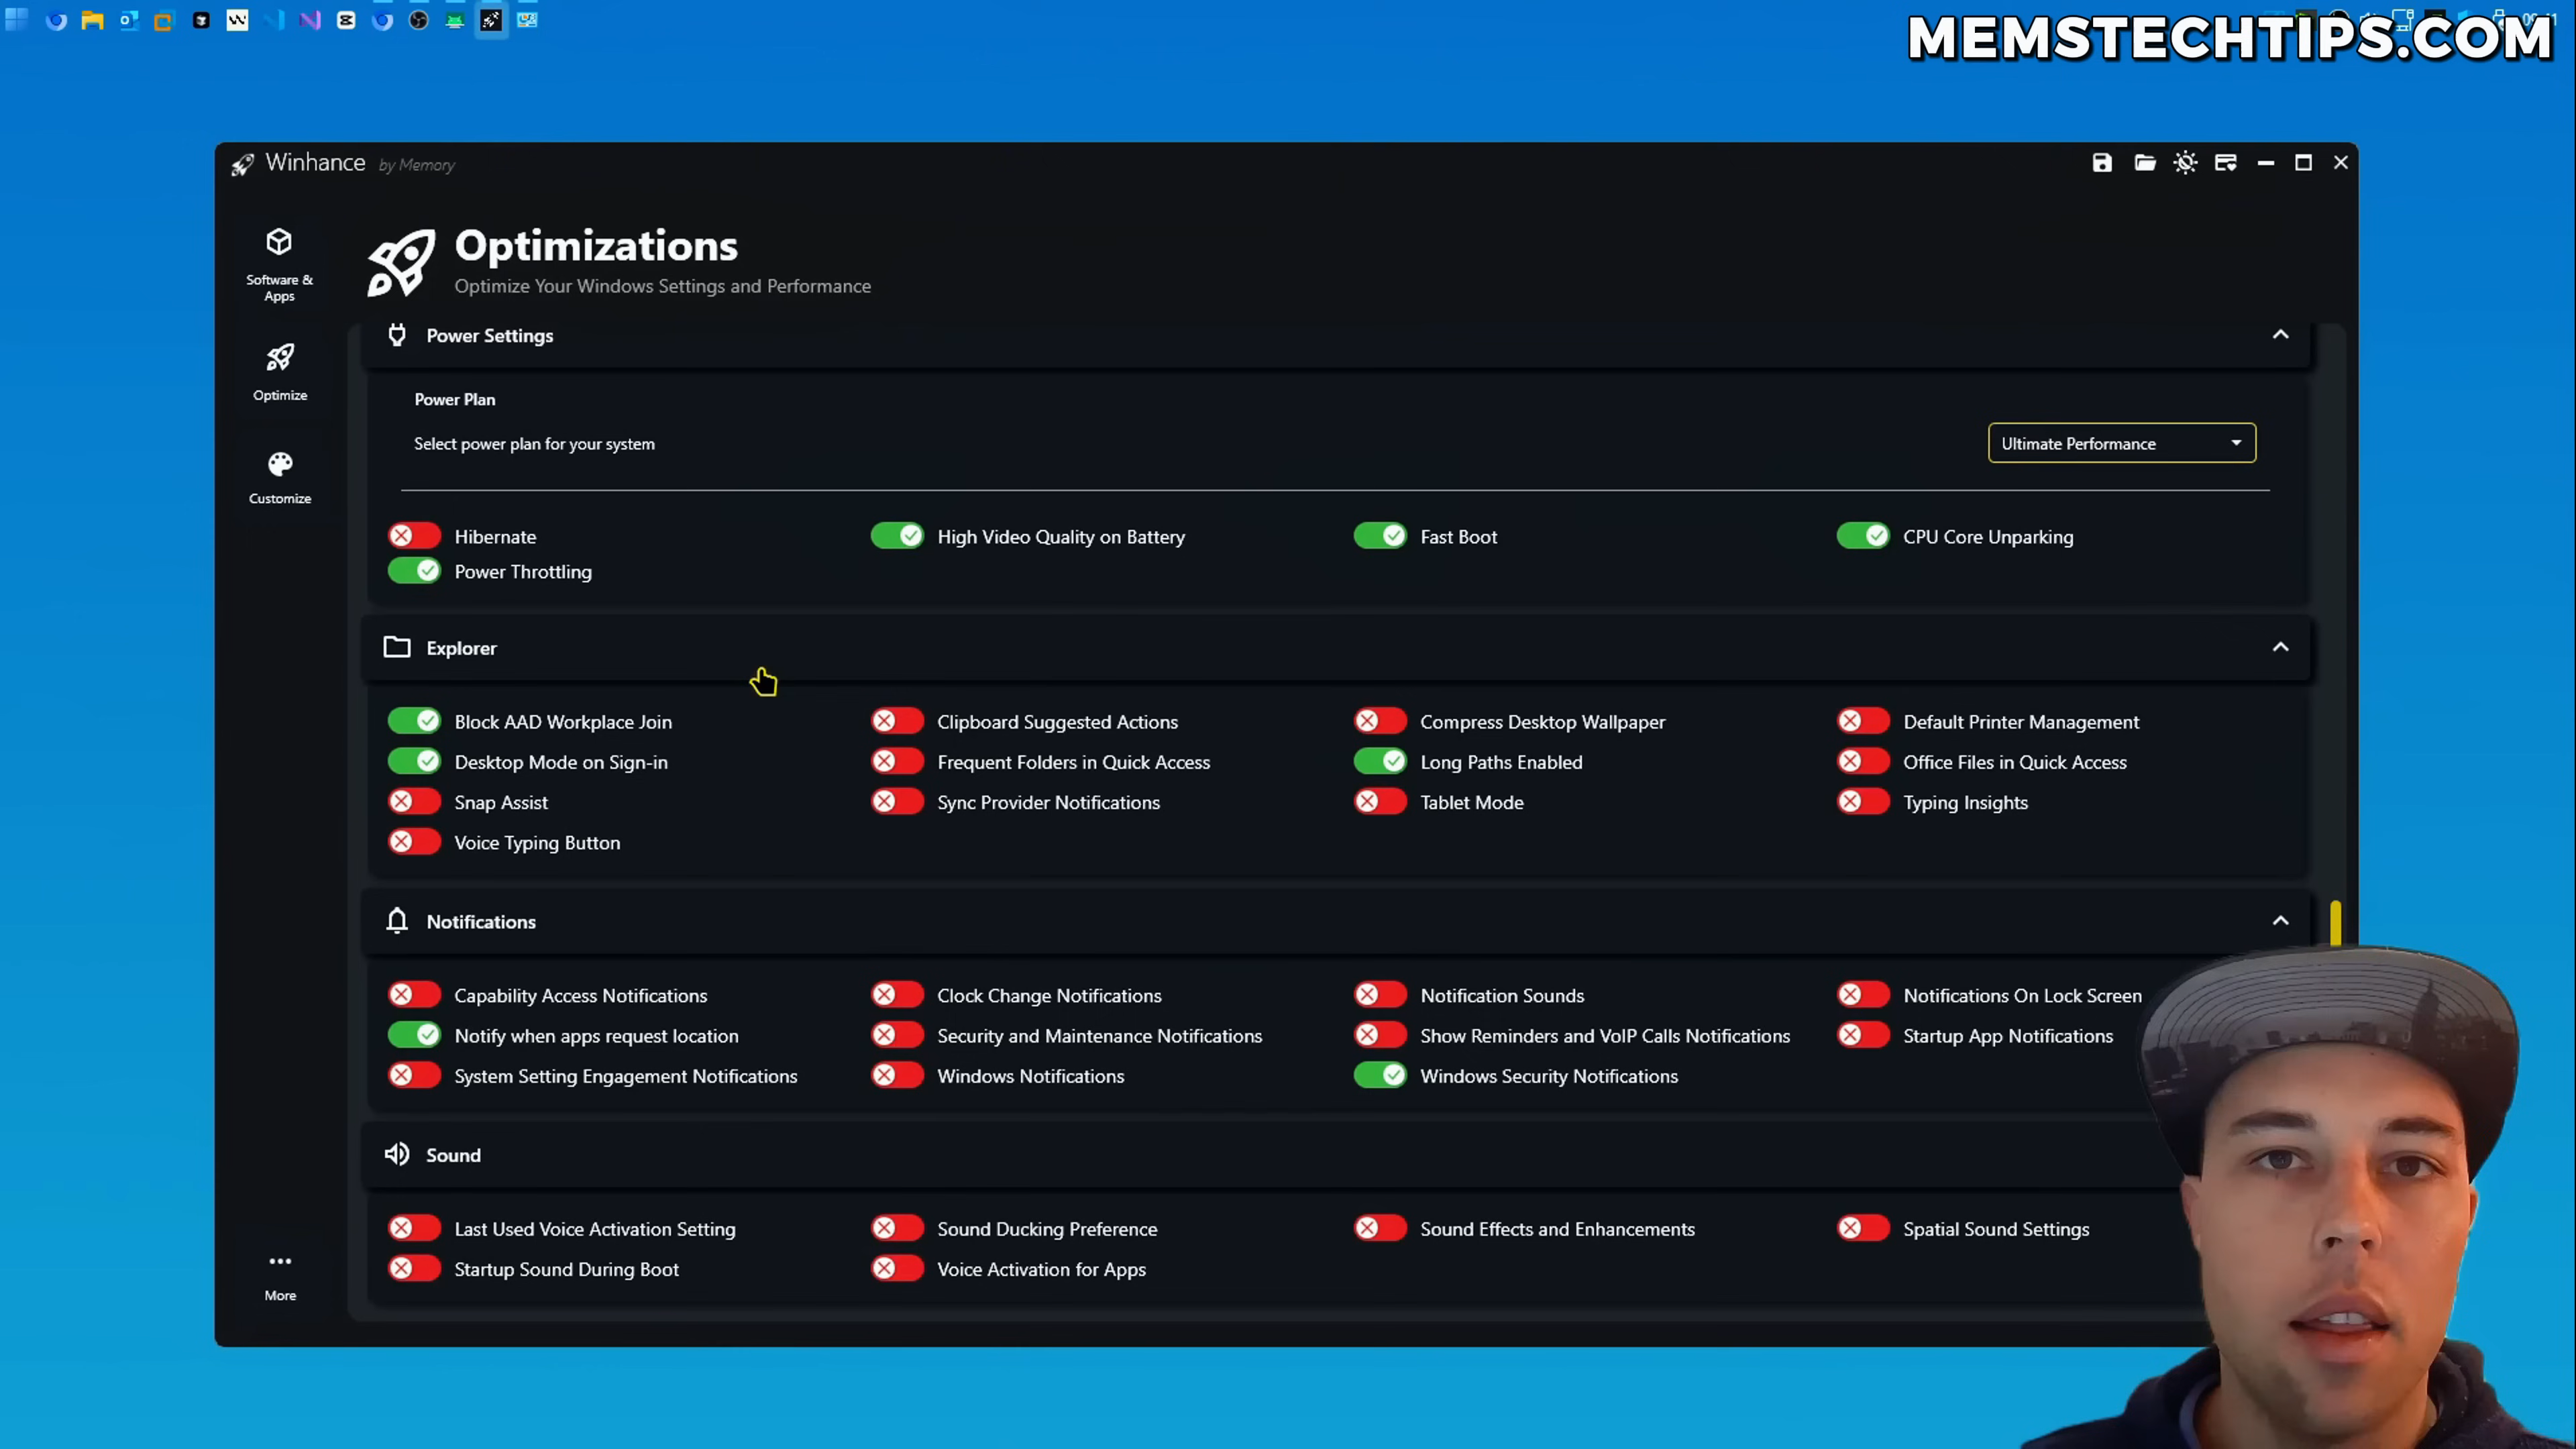 MEMSTECHTIPS.COM
Winhance by Memory
Optimizations
Optimize Your Windows Settings and Performance
Software &
Apps
Optimize
Customize
More
Power Settings
Power Plan
Select power plan for your system
Ultimate Performance
Hibernate
High Video Quality on Battery
Fast Boot
CPU Core Unparking
Power Throttling
Explorer
Block AAD Workplace Join
Clipboard Suggested Actions
Compress Desktop Wallpaper
Default Printer Management
Desktop Mode on Sign-in
Frequent Folders in Quick Access
Long Paths Enabled
Office Files in Quick Access
Snap Assist
Sync Provider Notifications
Tablet Mode
Typing Insights
Voice Typing Button
Notifications
Capability Access Notifications
Clock Change Notifications
Notification Sounds
Notifications On Lock Screen
Notify when apps request location
Security and Maintenance Notifications
Show Reminders and VoIP Calls Notifications
Startup App Notifications
System Setting Engagement Notifications
Windows Notifications
Windows Security Notifications
Sound
Last Used Voice Activation Setting
Sound Ducking Preference
Sound Effects and Enhancements
Spatial Sound Settings
Startup Sound During Boot
Voice Activation for Apps